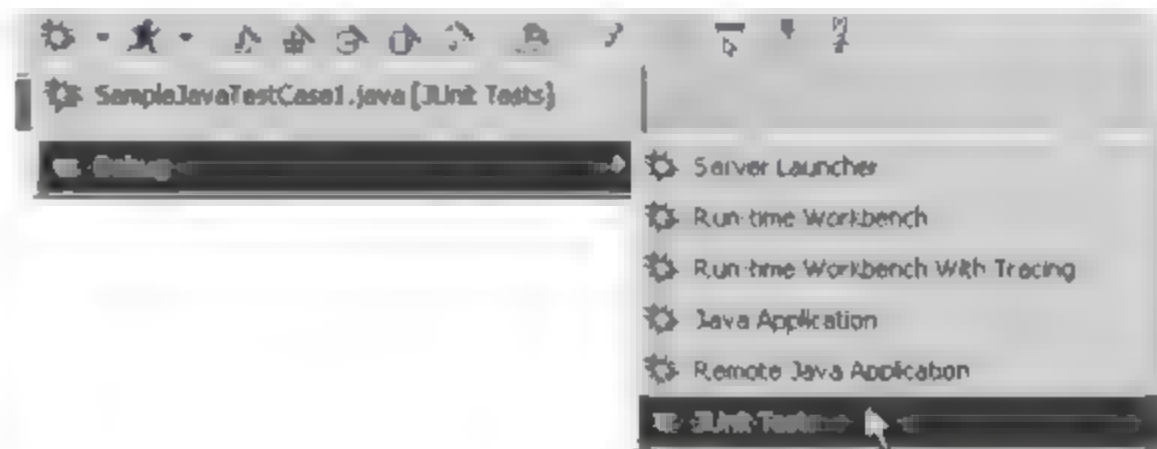 SampleJavaTestCase1.java [JUnit Tests]
Server Launcher
Run-time Workbench
Run-time Workbench With Tracing
Java Application
Remote Java Application
JUnit Tests